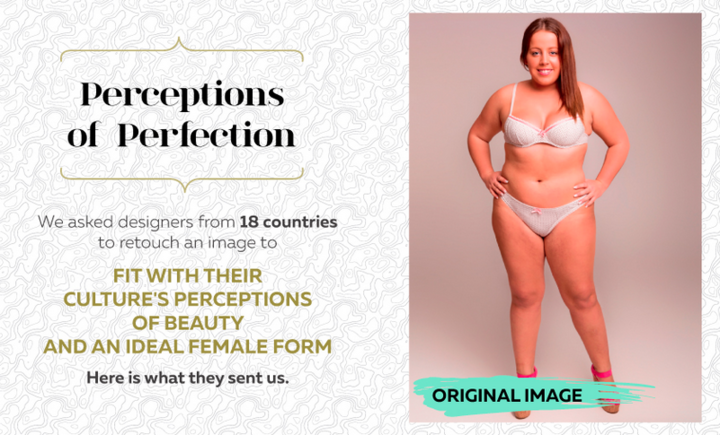 Perceptions
of Perfection
We asked designers from 18 countries
to retouch an image to
FIT WITH THEIR
CULTURE'S PERCEPTIONS
OF BEAUTY
AND AN IDEAL FEMALE FORM
Here is what they sent us.
ORIGINAL IMAGE